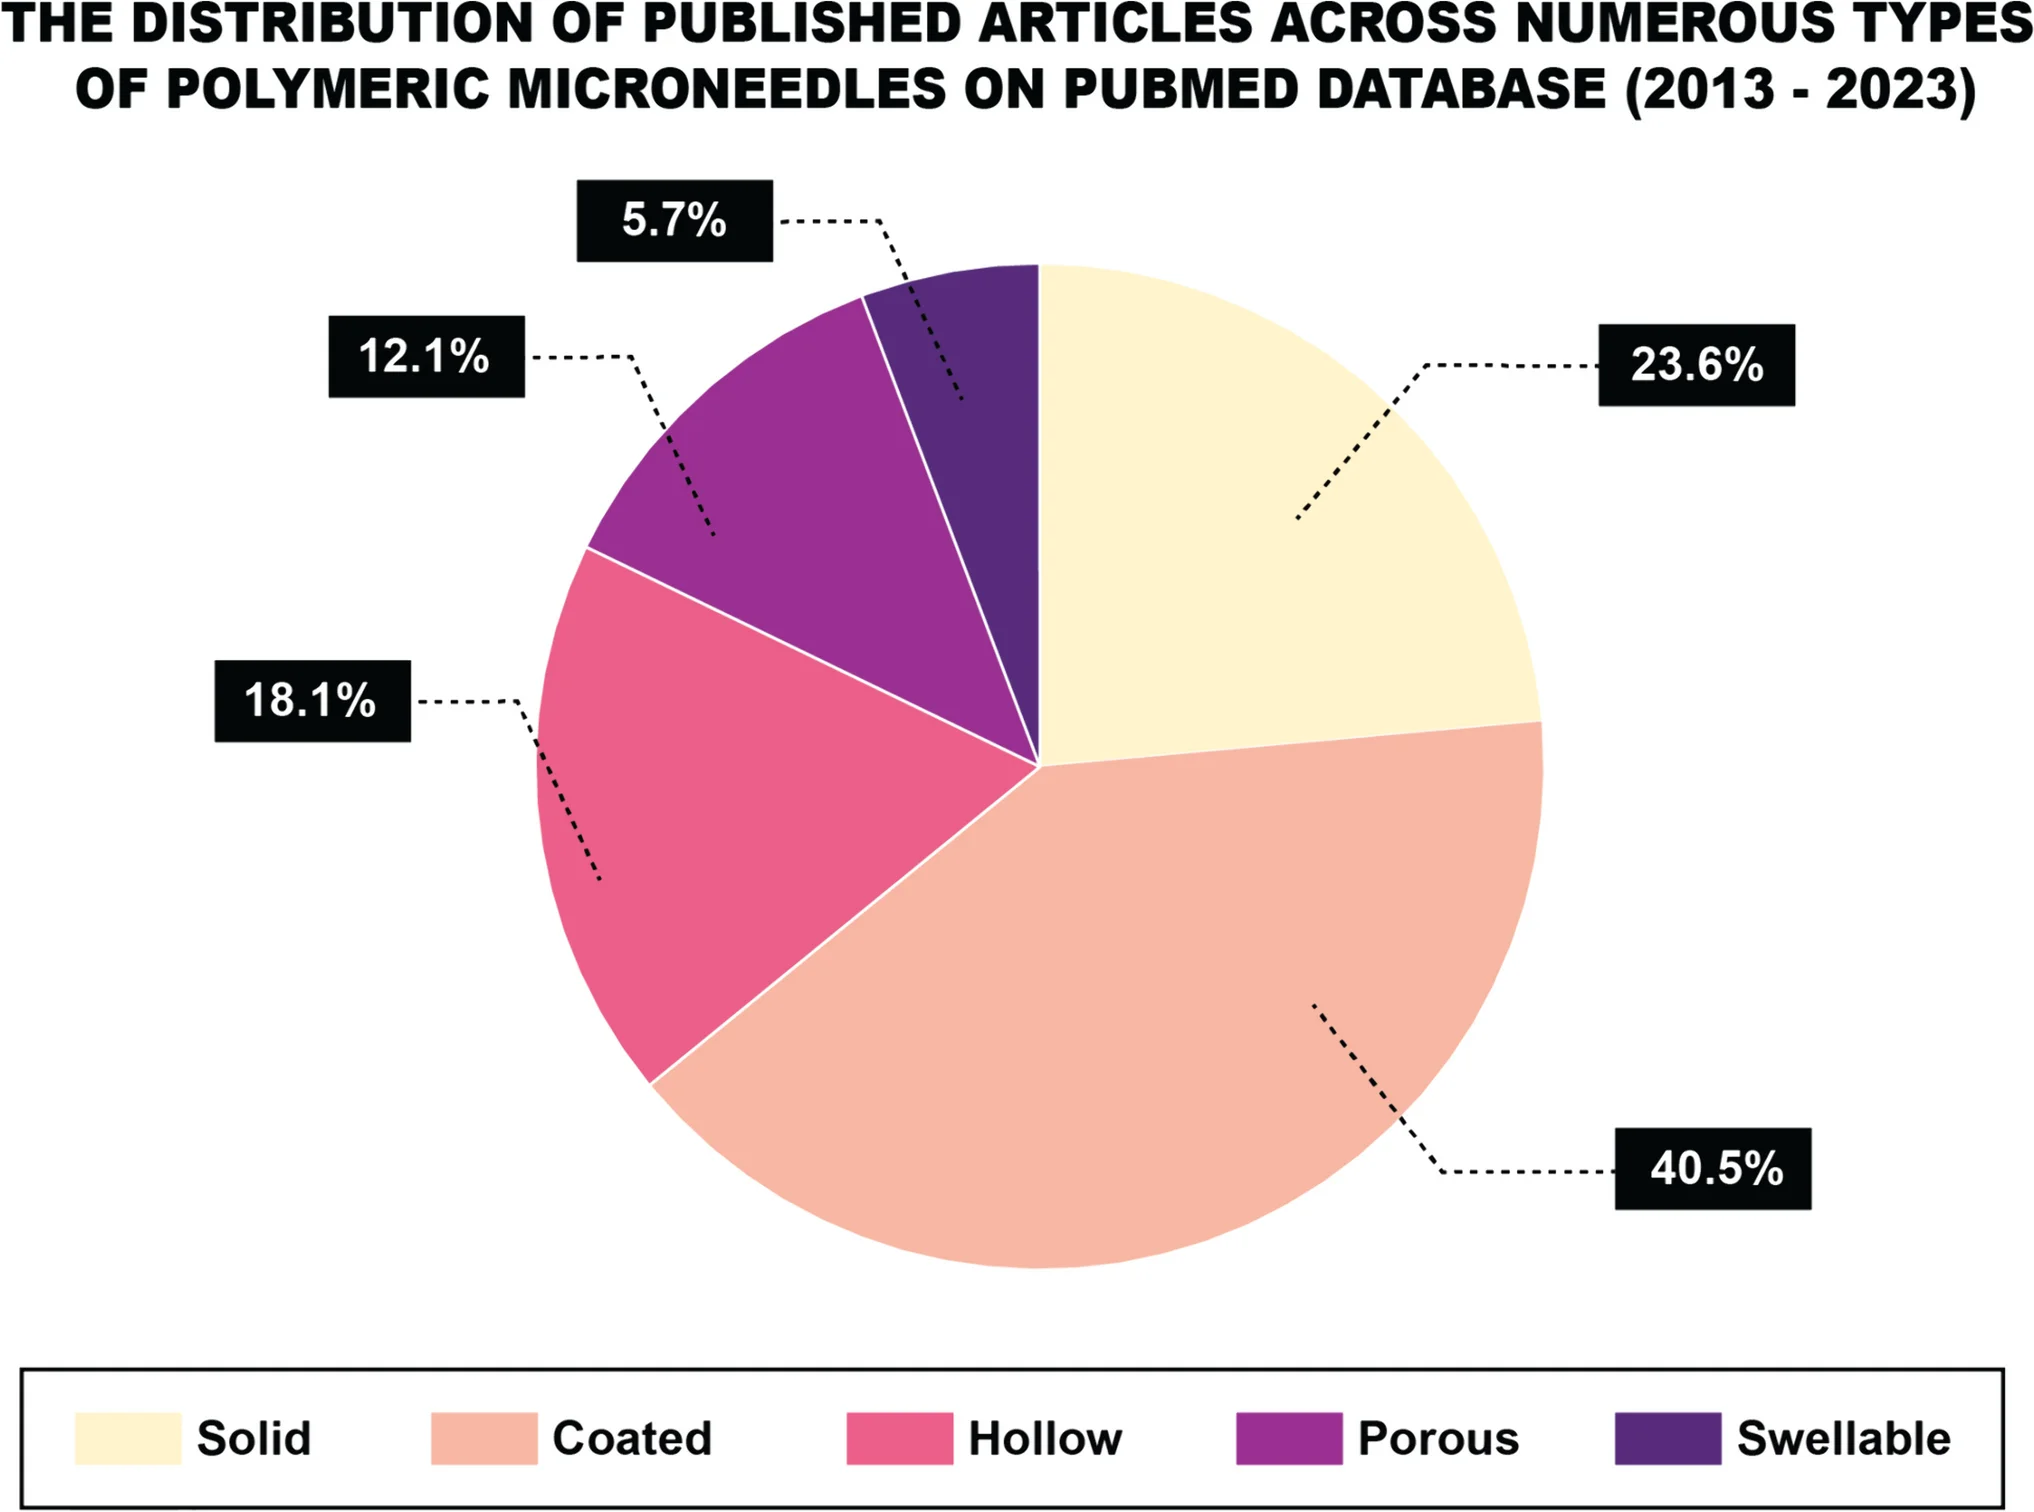 THE DISTRIBUTION OF PUBLISHED ARTICLES ACROSS NUMEROUS TYPES
OF POLYMERIC MICRONEEDLES ON PUBMED DATABASE (2013 - 2023)
5.7%
12.1%
23.6%
18.1%
40.5%
Solid
Coated
Hollow
Porous
Swellable